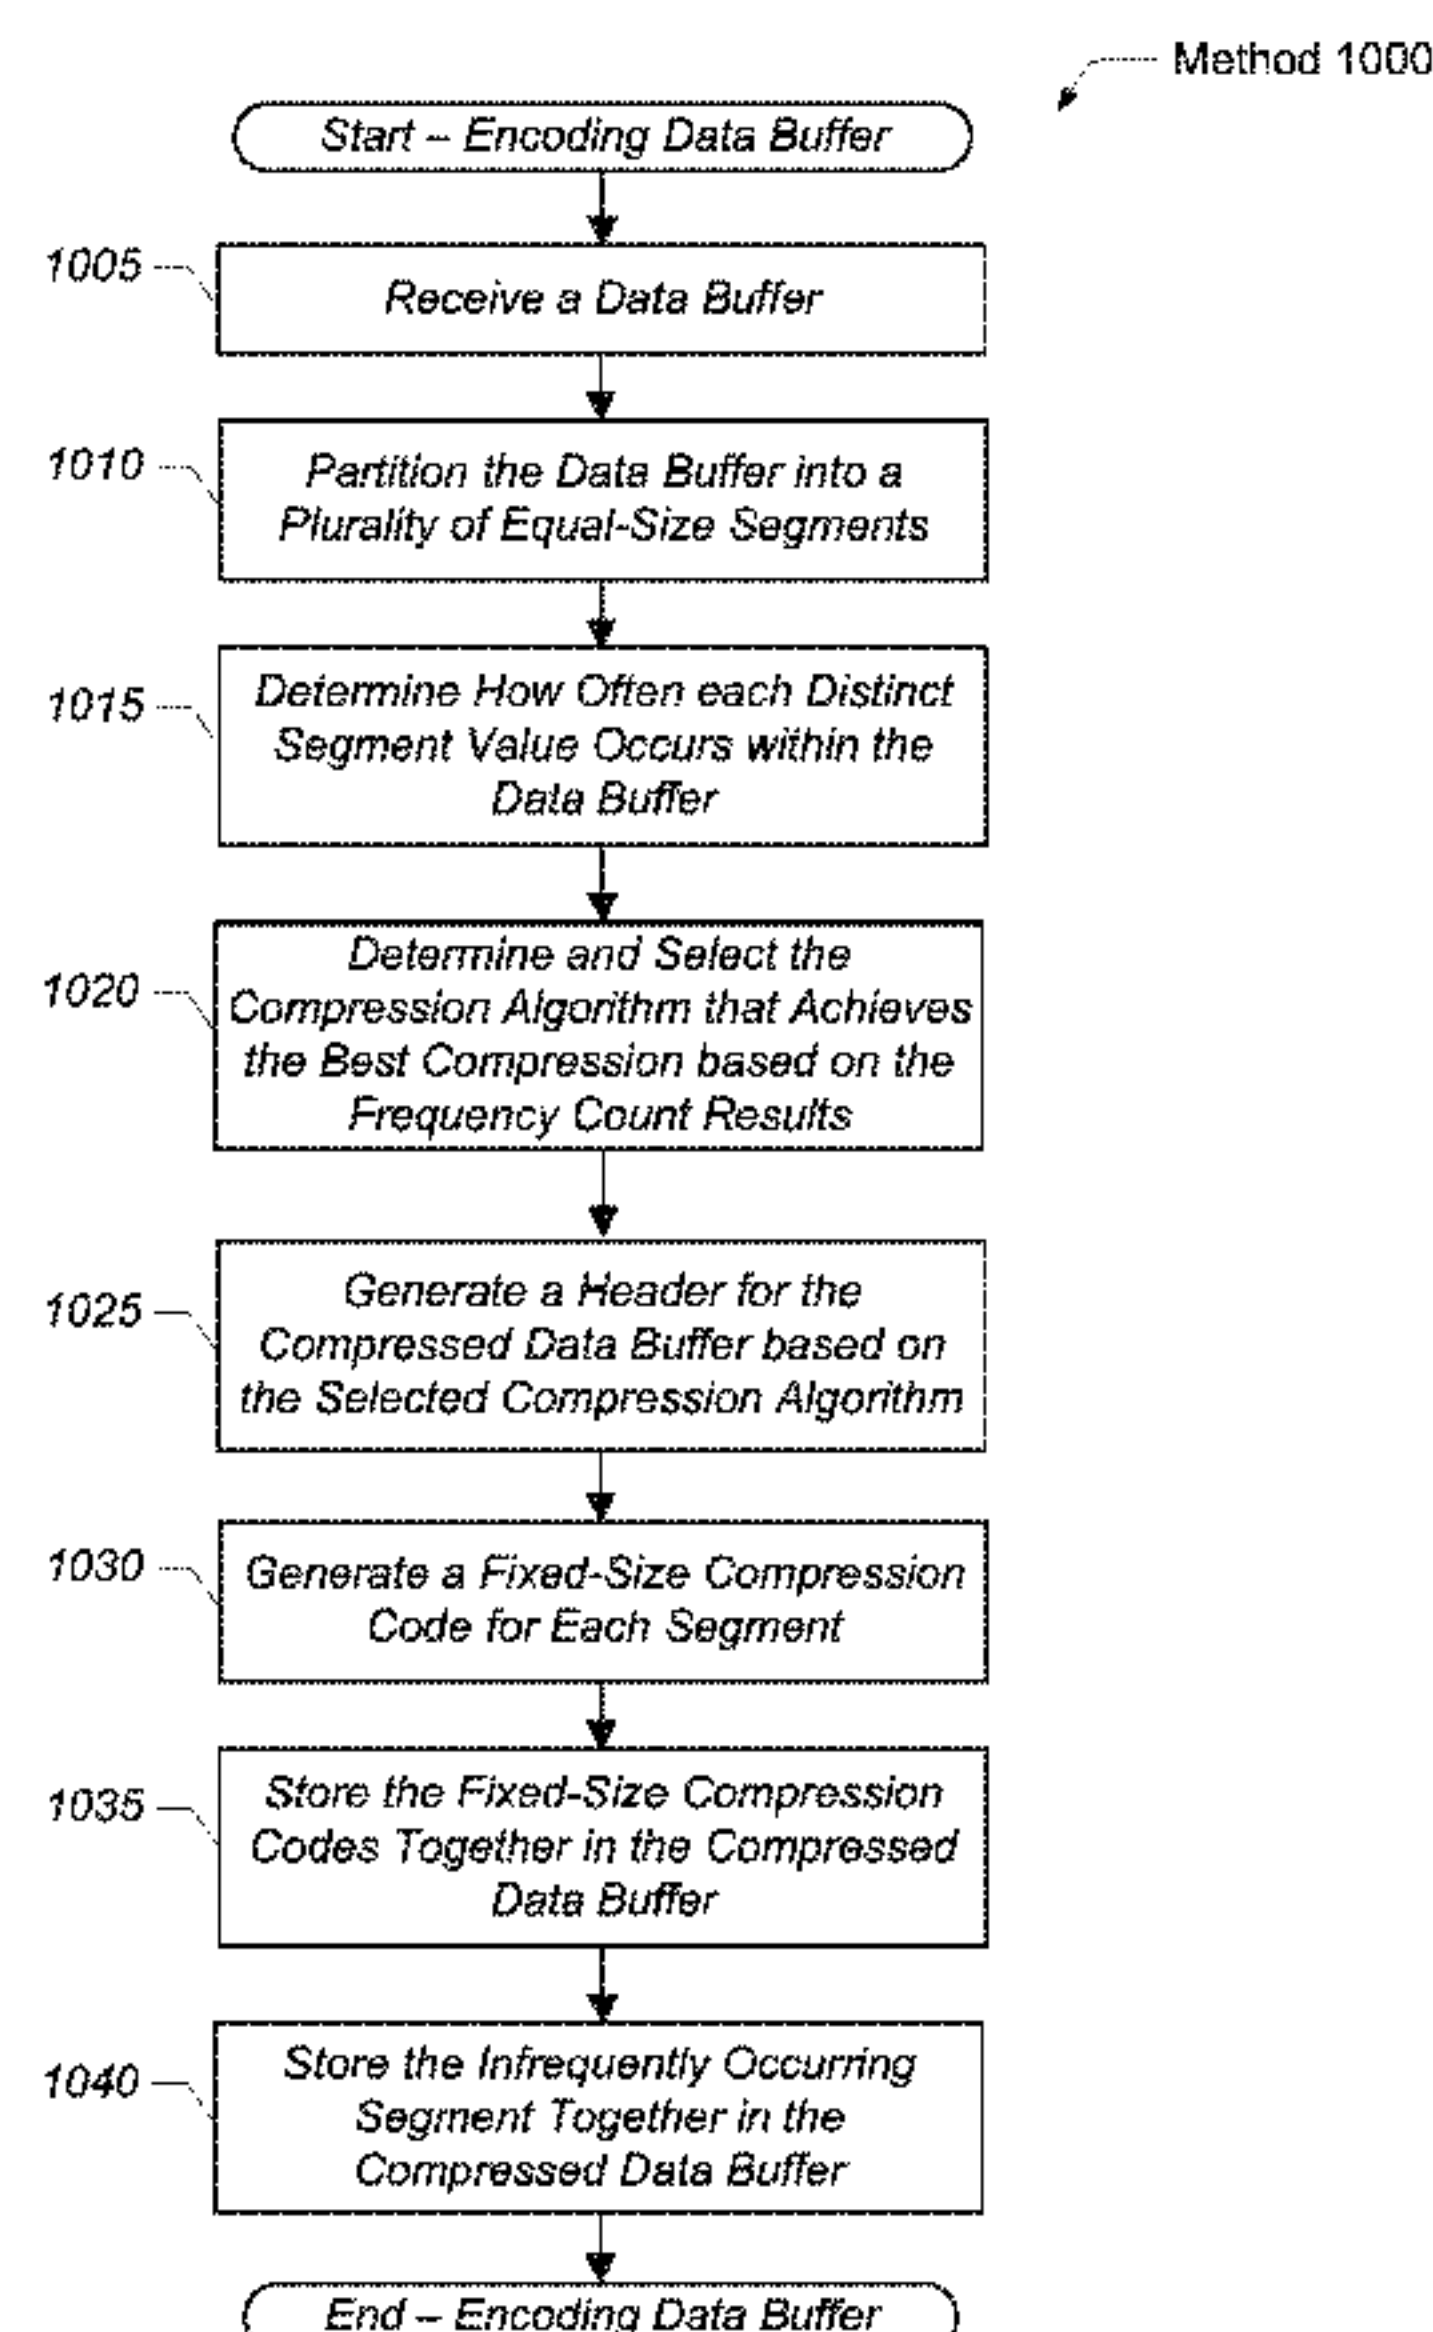 Method 1000
Start – Encoding Data Buffer
1005
Receive a Data Buffer
1010
Partition the Data Buffer into a
Plurality of Equal-Size Segments
1015
Determine How Often each Distinct
Segment Value Occurs within the
Data Buffer
1020
Determine and Select the
Compression Algorithm that Achieves
the Best Compression based on the
Frequency Count Results
1025
Generate a Header for the
Compressed Data Buffer based on
the Selected Compression Algorithm
1030
Generate a Fixed-Size Compression
Code for Each Segment
1035
Store the Fixed-Size Compression
Codes Together in the Compressed
Data Buffer
1040
Store the Infrequently Occurring
Segment Together in the
Compressed Data Buffer
End – Encoding Data Buffer